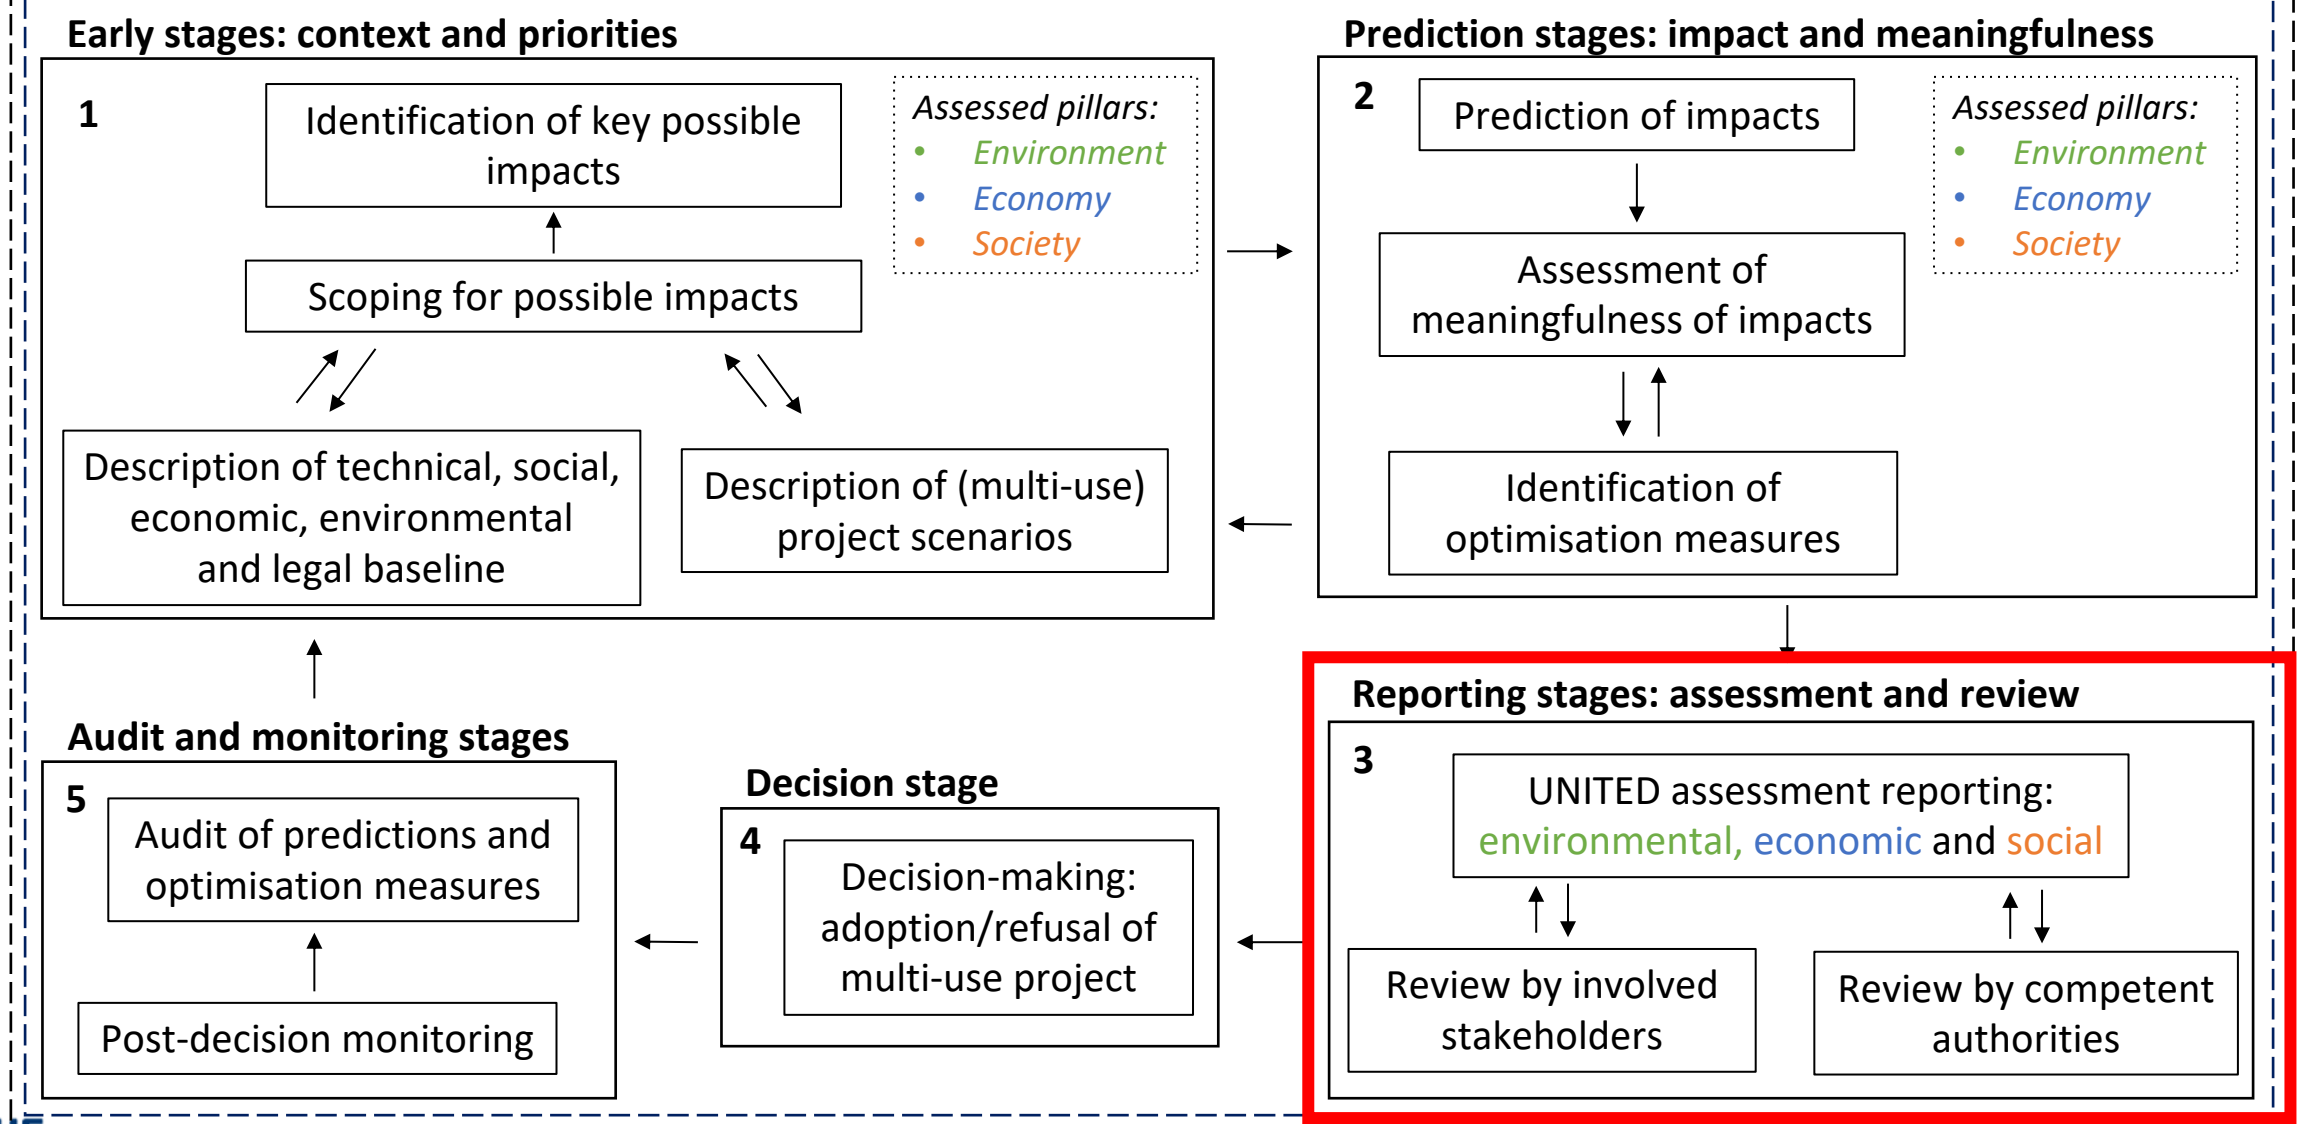 Early stages: context and priorities
1
Identification of key possible
impacts
Assessed pillars:
• Environment
• Economy
• Society
Scoping for possible impacts
Description of technical, social,
economic, environmental
and legal baseline
Description of (multi-use)
project scenarios
Prediction stages: impact and meaningfulness
2
Prediction of impacts
Assessed pillars:
• Environment
• Economy
• Society
Assessment of
meaningfulness of impacts
Identification of
optimisation measures
Reporting stages: assessment and review
3
UNITED assessment reporting:
environmental, economic and social
Review by involved
stakeholders
Review by competent
authorities
Decision stage
4
Decision-making:
adoption/refusal of
multi-use project
Audit and monitoring stages
5
Audit of predictions and
optimisation measures
Post-decision monitoring